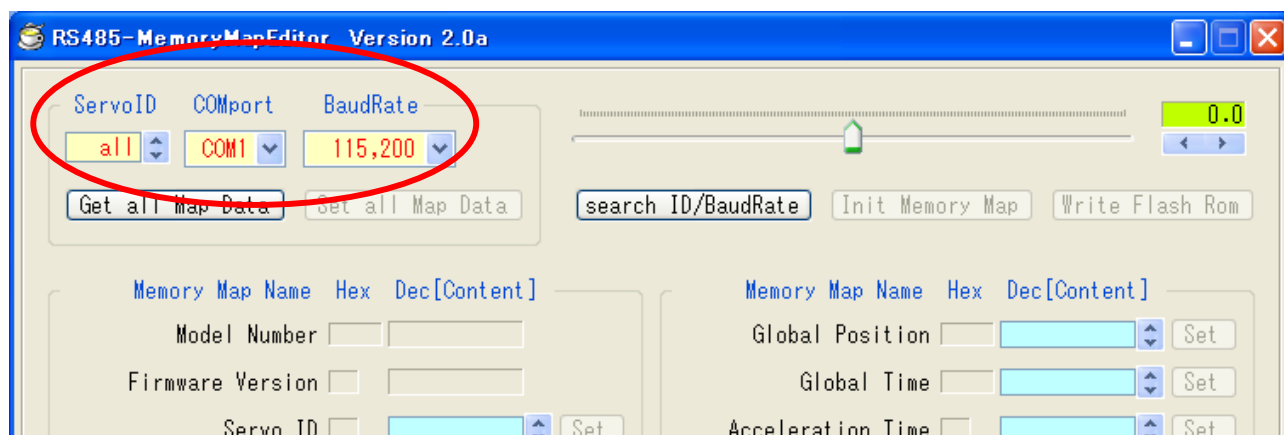 RS485-MemoryMapEditor Version 2.0a
ServoID COMport BaudRate
all COM1 115,200
0.0
Get all Map Data Set all Map Data
search ID/BaudRate Init Memory Map Write Flash Rom
Memory Map Name Hex Dec[Content]
Model Number
Firmware Version
Servo ID Set
Memory Map Name Hex Dec[Content]
Global Position Set
Global Time Set
Acceleration Time Set